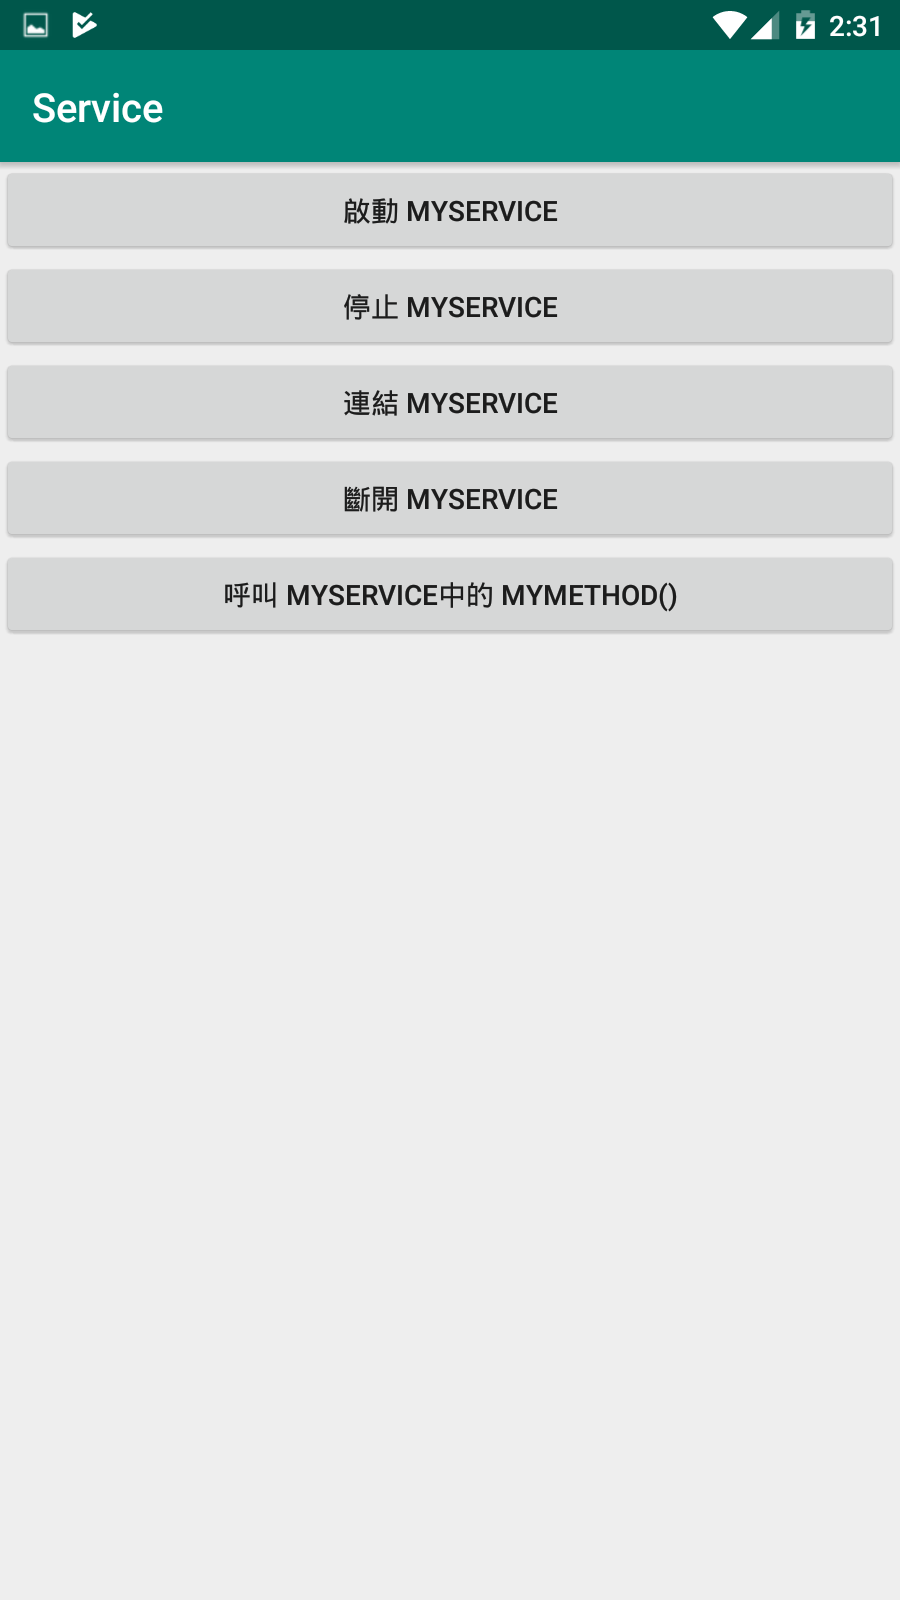 2:31
Service
啟動 MYSERVICE
停止 MYSERVICE
連結 MYSERVICE
斷開 MYSERVICE
呼叫 MYSERVICE中的 MYMETHOD()